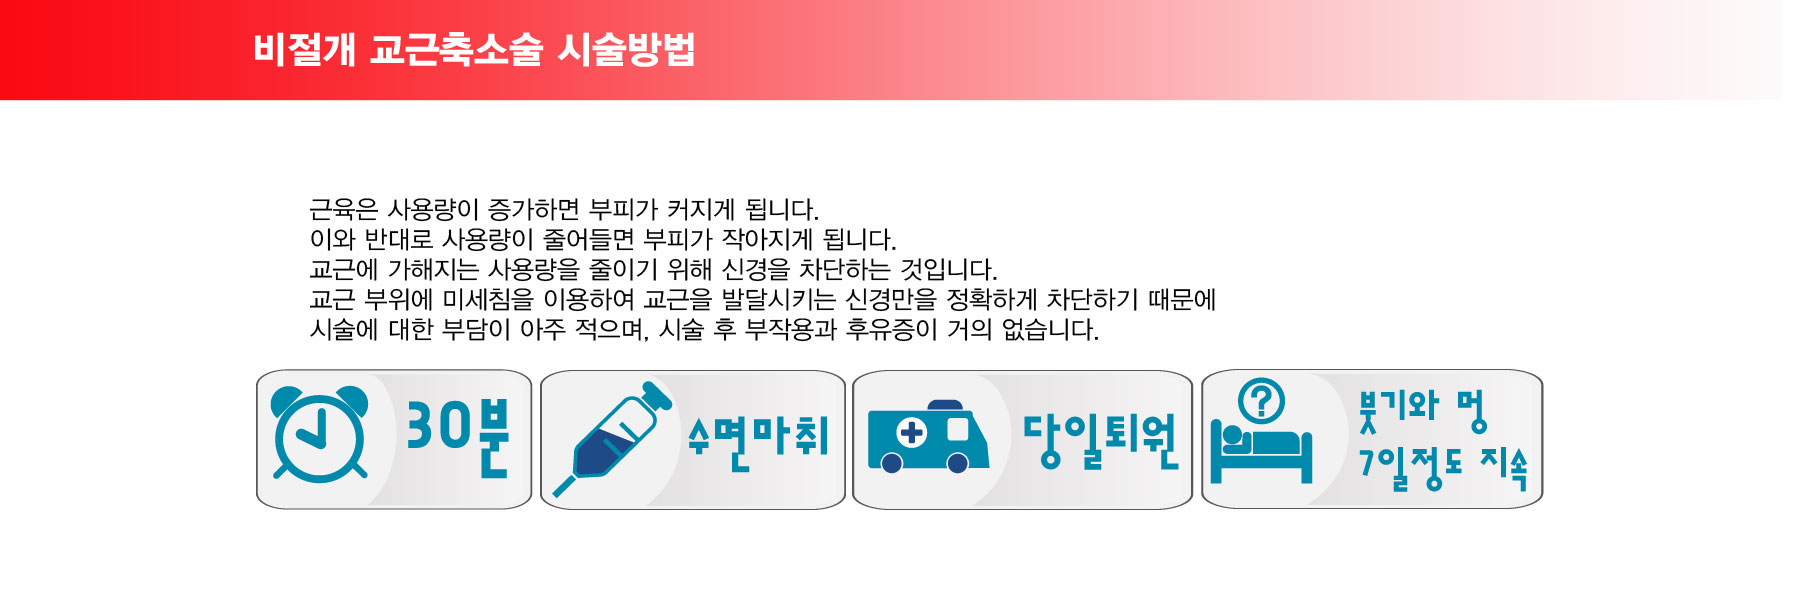 비절개 교근축소술 시술방법
근육은 사용량이 증가하면 부피가 커지게 됩니다.
이와 반대로 사용량이 줄어들면 부피가 작아지게 됩니다.
교근에 가해지는 사용량을 줄이기 위해 신경을 차단하는 것입니다.
교근 부위에 미세침을 이용하여 교근을 발달시키는 신경만을 정확하게 차단하기 때문에
시술에 대한 부담이 아주 적으며, 시술 후 부작용과 후유증이 거의 없습니다.
30분
수면마취
당일퇴원
?
붓기와 멍
7일정도 지속